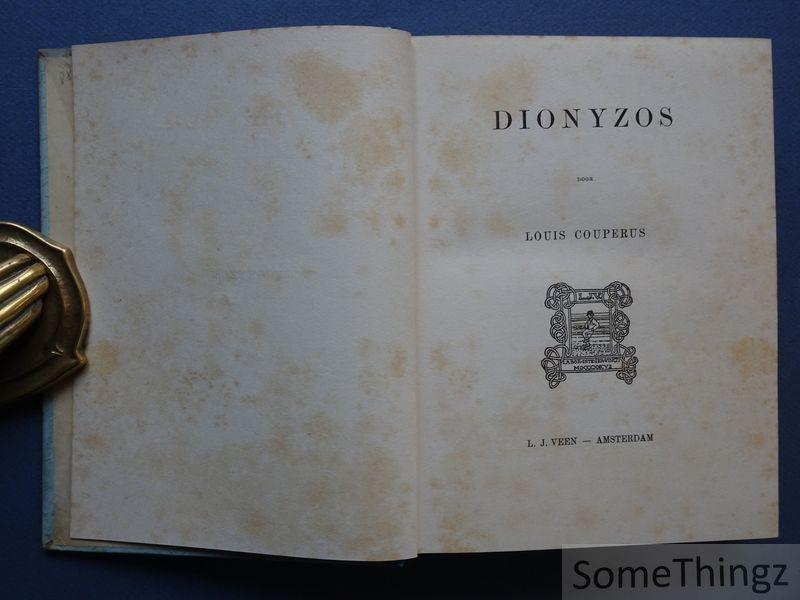 DIONYZOS
DOOR
LOUIS COUPERUS
L.J.V.
L. J. VEEN — AMSTERDAM
SomeThingz